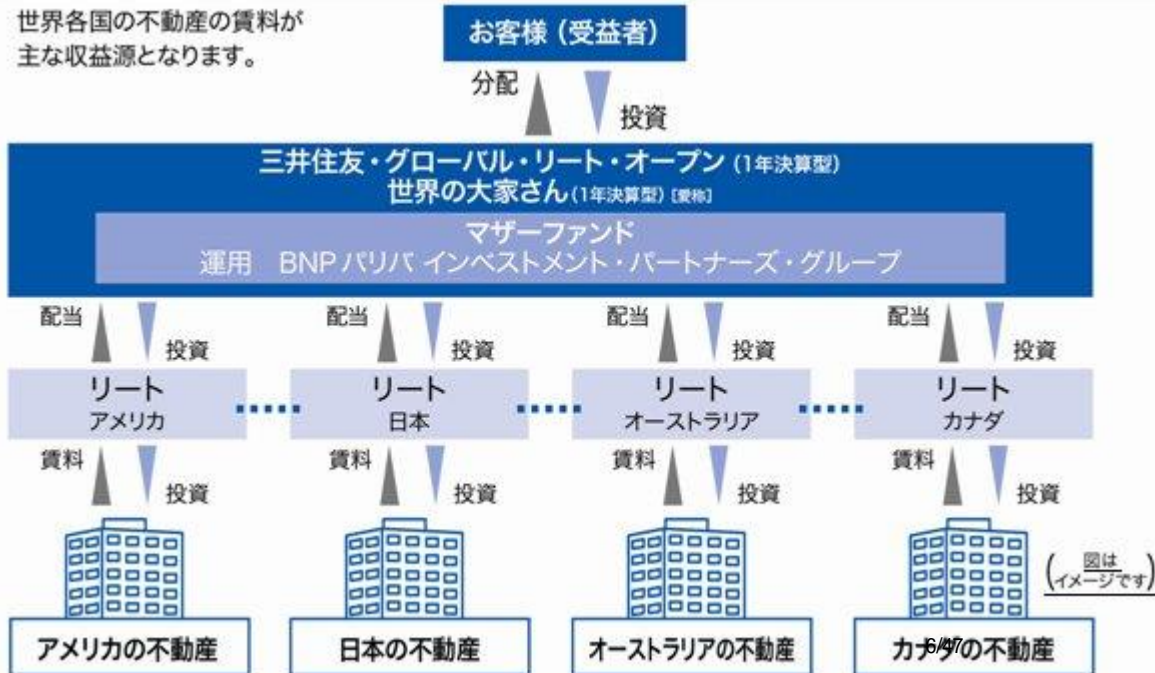 世界各国の不動産の賃料が
主な収益源となります。
お客様（受益者）
分配
投資
三井住友・グローバル・リート・オープン（1年決算型）
世界の大家さん（1年決算型）［愛称］
マザーファンド
運用　BNPパリバ インベストメント・パートナーズ・グループ
配当
投資
配当
投資
配当
投資
配当
投資
リート
アメリカ
リート
日本
リート
オーストラリア
リート
カナダ
賃料
投資
賃料
投資
賃料
投資
賃料
投資
（図はイメージです）
アメリカの不動産
日本の不動産
オーストラリアの不動産
カナダの不動産
6/47